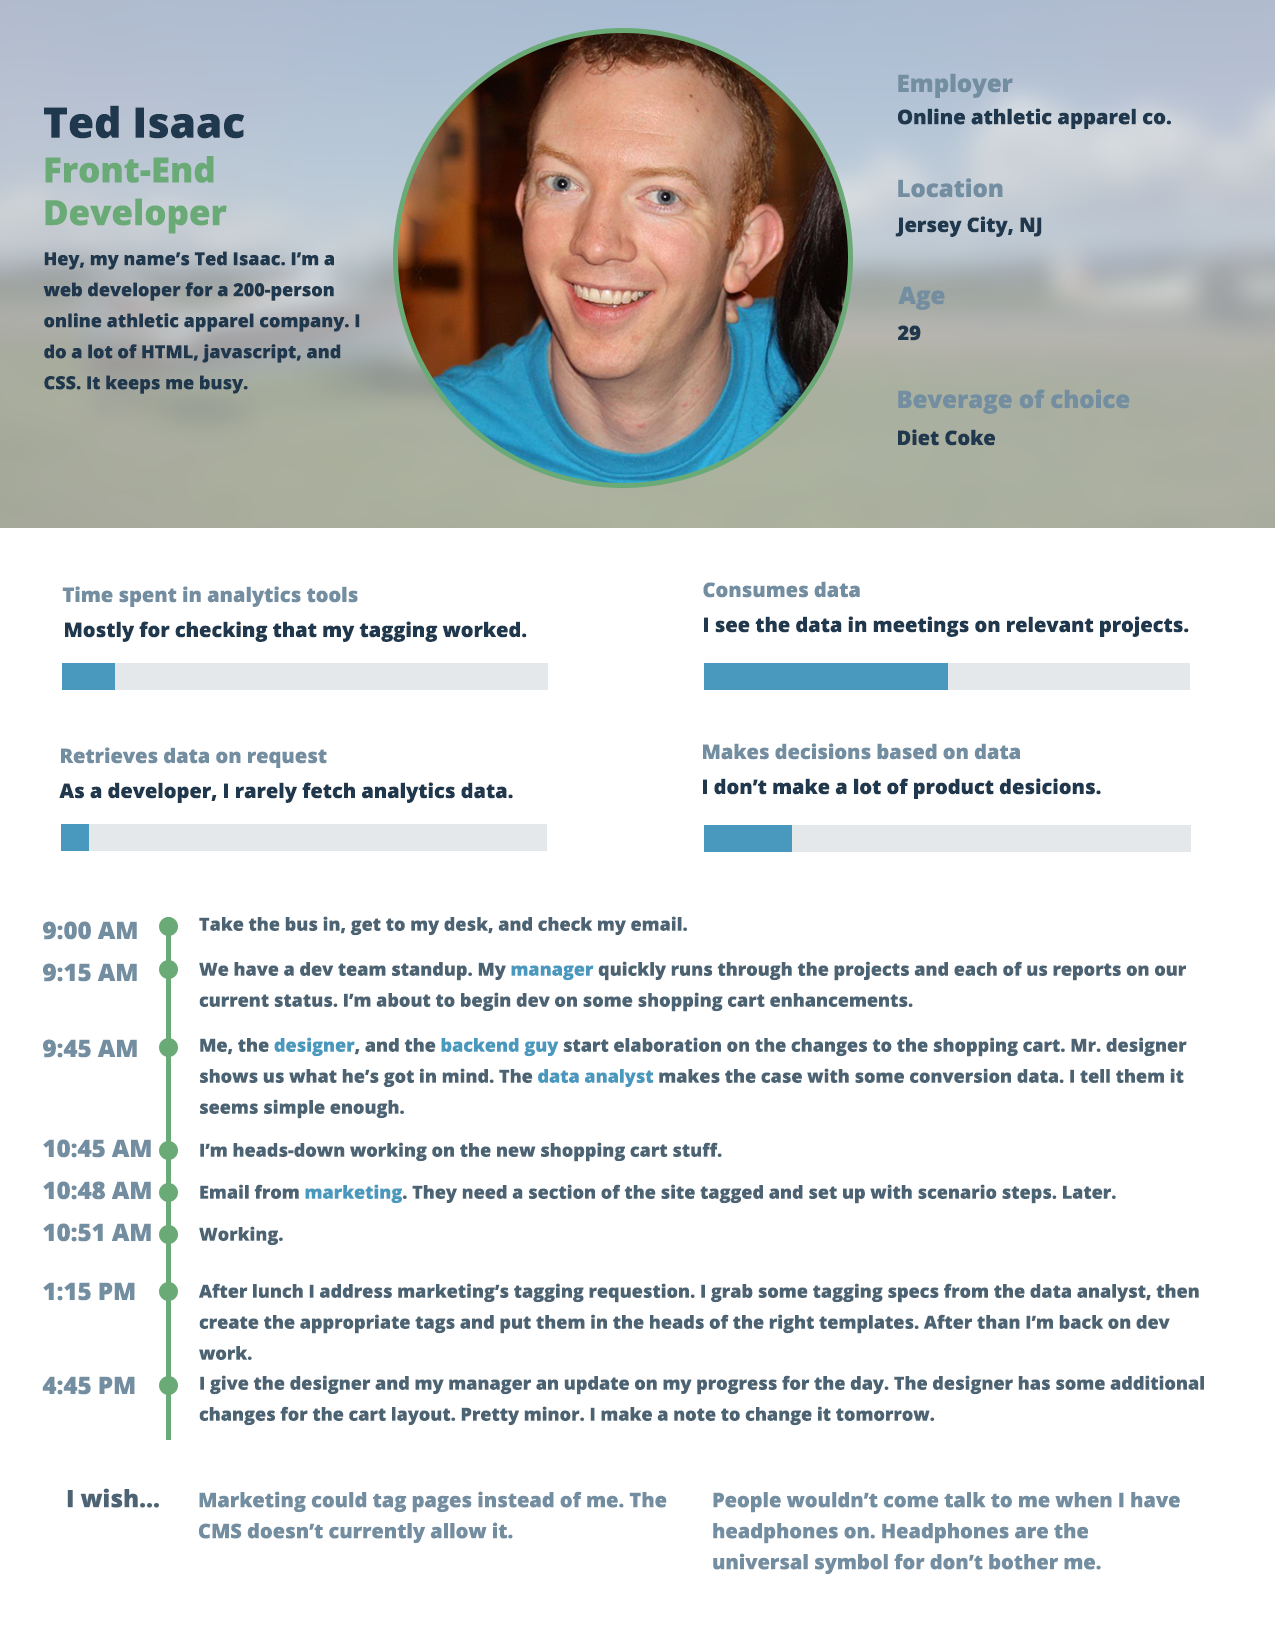 Ted Isaac
Front-End
Developer
Hey, my name’s Ted Isaac. I’m a
web developer for a 200-person
online athletic apparel company. I
do a lot of HTML, javascript, and
CSS. It keeps me busy.
Employer
Online athletic apparel co.
Location
Jersey City, NJ
Age
29
Beverage of choice
Diet Coke
Time spent in analytics tools
Mostly for checking that my tagging worked.
Consumes data
I see the data in meetings on relevant projects.
Retrieves data on request
As a developer, I rarely fetch analytics data.
Makes decisions based on data
I don’t make a lot of product desicions.
9:00 AM
Take the bus in, get to my desk, and check my email.
9:15 AM
We have a dev team standup. My manager quickly runs through the projects and each of us reports on our
current status. I’m about to begin dev on some shopping cart enhancements.
9:45 AM
Me, the designer, and the backend guy start elaboration on the changes to the shopping cart. Mr. designer
shows us what he’s got in mind. The data analyst makes the case with some conversion data. I tell them it
seems simple enough.
10:45 AM
I’m heads-down working on the new shopping cart stuff.
10:48 AM
Email from marketing. They need a section of the site tagged and set up with scenario steps. Later.
10:51 AM
Working.
1:15 PM
After lunch I address marketing’s tagging requestion. I grab some tagging specs from the data analyst, then
create the appropriate tags and put them in the heads of the right templates. After than I’m back on dev
work.
4:45 PM
I give the designer and my manager an update on my progress for the day. The designer has some additional
changes for the cart layout. Pretty minor. I make a note to change it tomorrow.
I wish...
Marketing could tag pages instead of me. The
CMS doesn’t currently allow it.
People wouldn’t come talk to me when I have
headphones on. Headphones are the
universal symbol for don’t bother me.